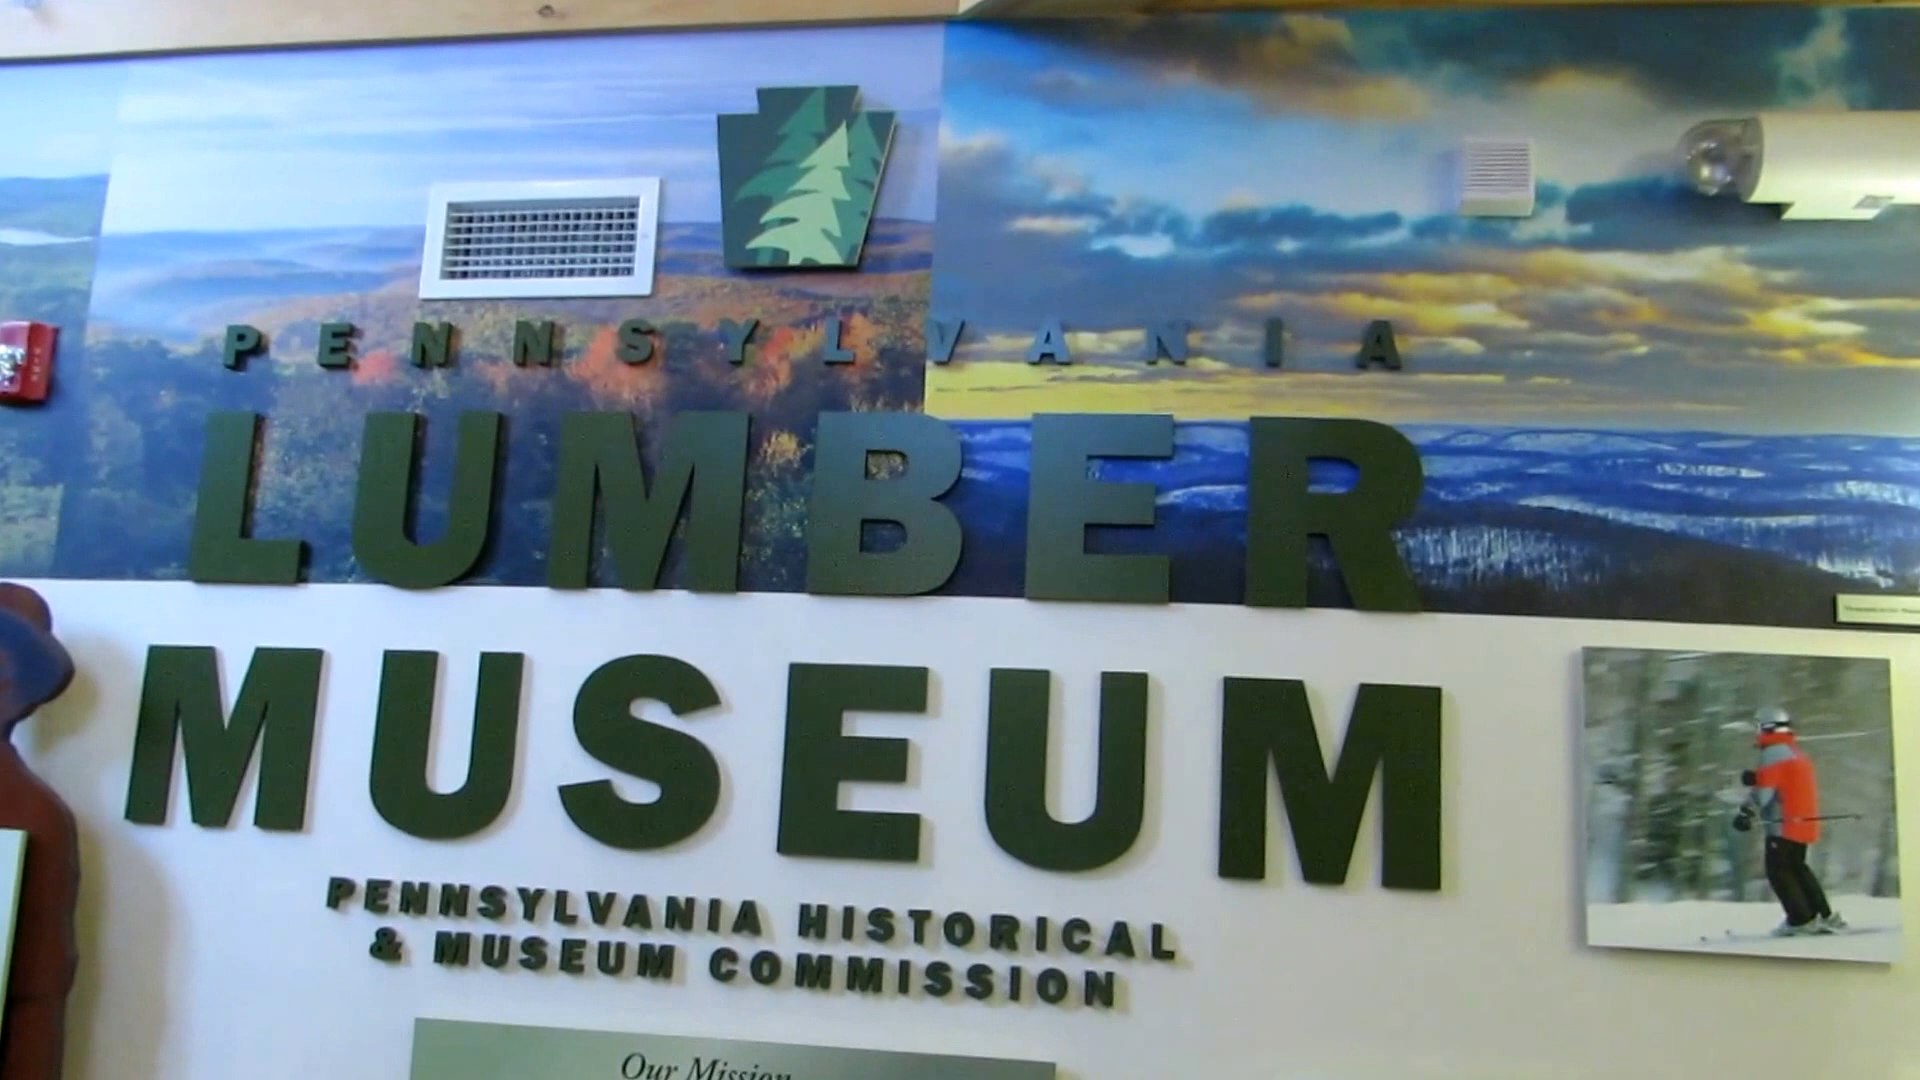 PENNSYLVANIA
LUMBER
MUSEUM
PENNSYLVANIA HISTORICAL
& MUSEUM COMMISSION
Our Mission